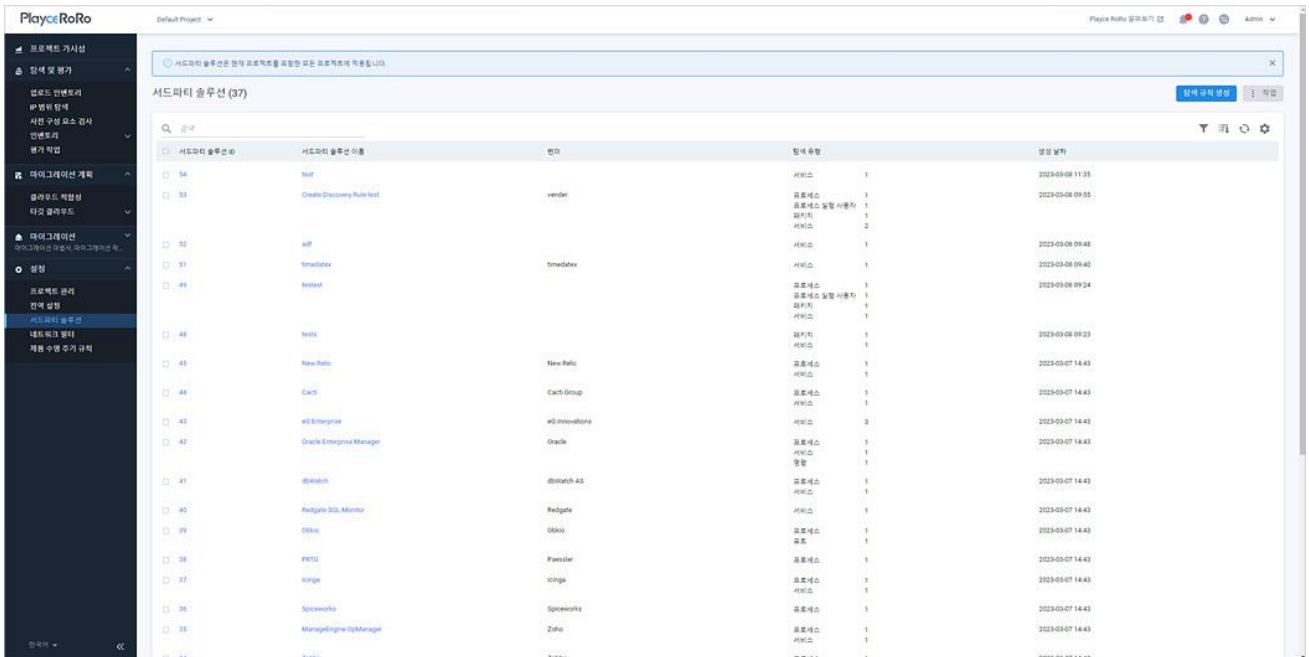 PlayceRoRo
Default Project
Playce RoRo 알아보기
Admin
프로젝트 가시성
탐색 및 평가
업로드 인벤토리
IP 범위 탐색
사전 구성 요소 검사
인벤토리
평가 작업
마이그레이션 계획
클라우드 적합성
타깃 클라우드
마이그레이션
마이그레이션 마법사, 마이그레이션 작...
설정
프로젝트 관리
전역 설정
서드파티 솔루션
네트워크 필터
제품 수명 주기 규칙
한국어
서드파티 솔루션은 현재 프로젝트를 포함한 모든 프로젝트에 적용됩니다.
서드파티 솔루션 (37)
탐색 규칙 생성
작업
검색
서드파티 솔루션 ID 서드파티 솔루션 이름 벤더 탐색 유형 생성 날짜
54 test 서비스 1 2023-03-08 11:35
53 Create Discovery Rule test vender 프로세스 1 2023-03-08 09:55
프로세스 실행 사용자 1
패키지 1
서비스 2
52 adf 서비스 1 2023-03-08 09:48
51 timedatex timedatex 서비스 1 2023-03-08 09:40
49 testest 프로세스 1 2023-03-08 09:24
프로세스 실행 사용자 1
패키지 1
서비스 1
48 tests 패키지 1 2023-03-08 09:23
서비스 1
45 New Relic New Relic 프로세스 1 2023-03-07 14:43
서비스 1
44 Cacti Cacti Group 프로세스 1 2023-03-07 14:43
서비스 1
43 eG Enterprise eG Innovations 서비스 3 2023-03-07 14:43
42 Oracle Enterprise Manager Oracle 프로세스 1 2023-03-07 14:43
서비스 1
명령 1
41 dbWatch dbWatch AS 프로세스 1 2023-03-07 14:43
서비스 1
40 Redgate SQL Monitor Redgate 서비스 1 2023-03-07 14:43
39 Obkio Obkio 프로세스 1 2023-03-07 14:43
포트 1
38 PRTG Paessler 프로세스 1 2023-03-07 14:43
37 Icinga Icinga 프로세스 1 2023-03-07 14:43
서비스 1
36 Spiceworks Spiceworks 프로세스 1 2023-03-07 14:43
35 ManageEngine OpManager Zoho 프로세스 1 2023-03-07 14:43
서비스 1